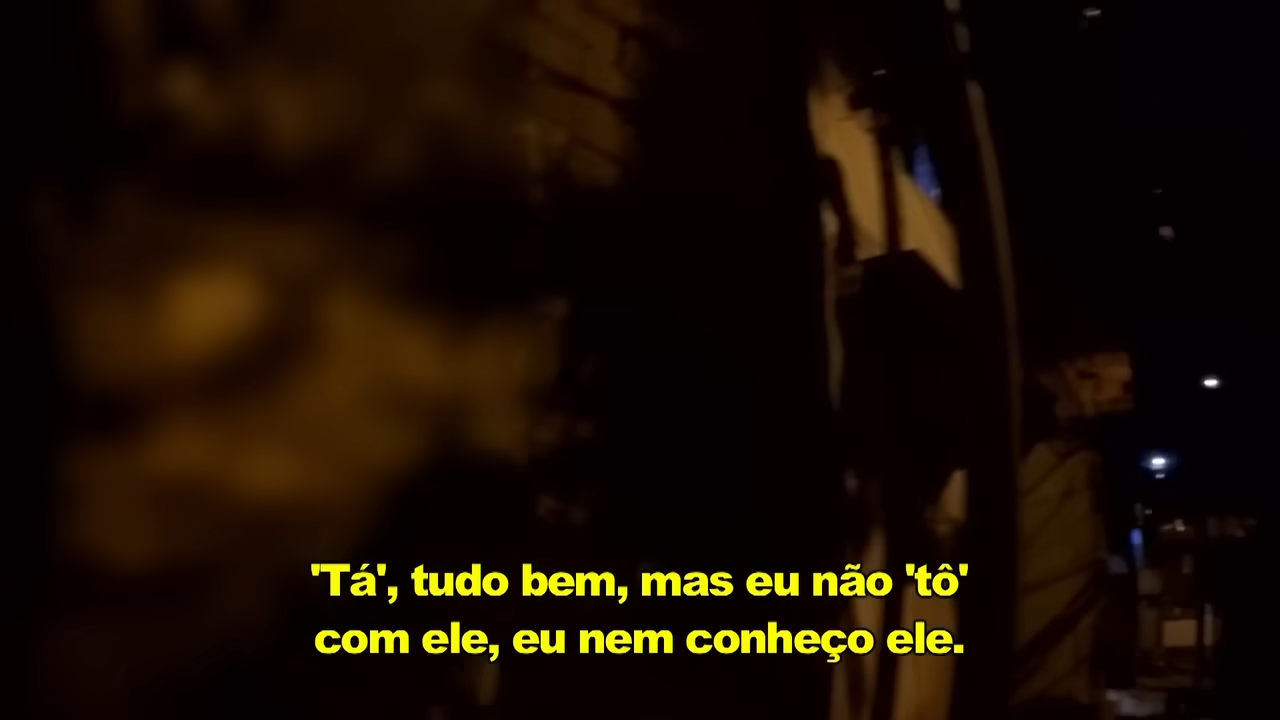 'Tá', tudo bem, mas eu não 'tô'
com ele, eu nem conheço ele.